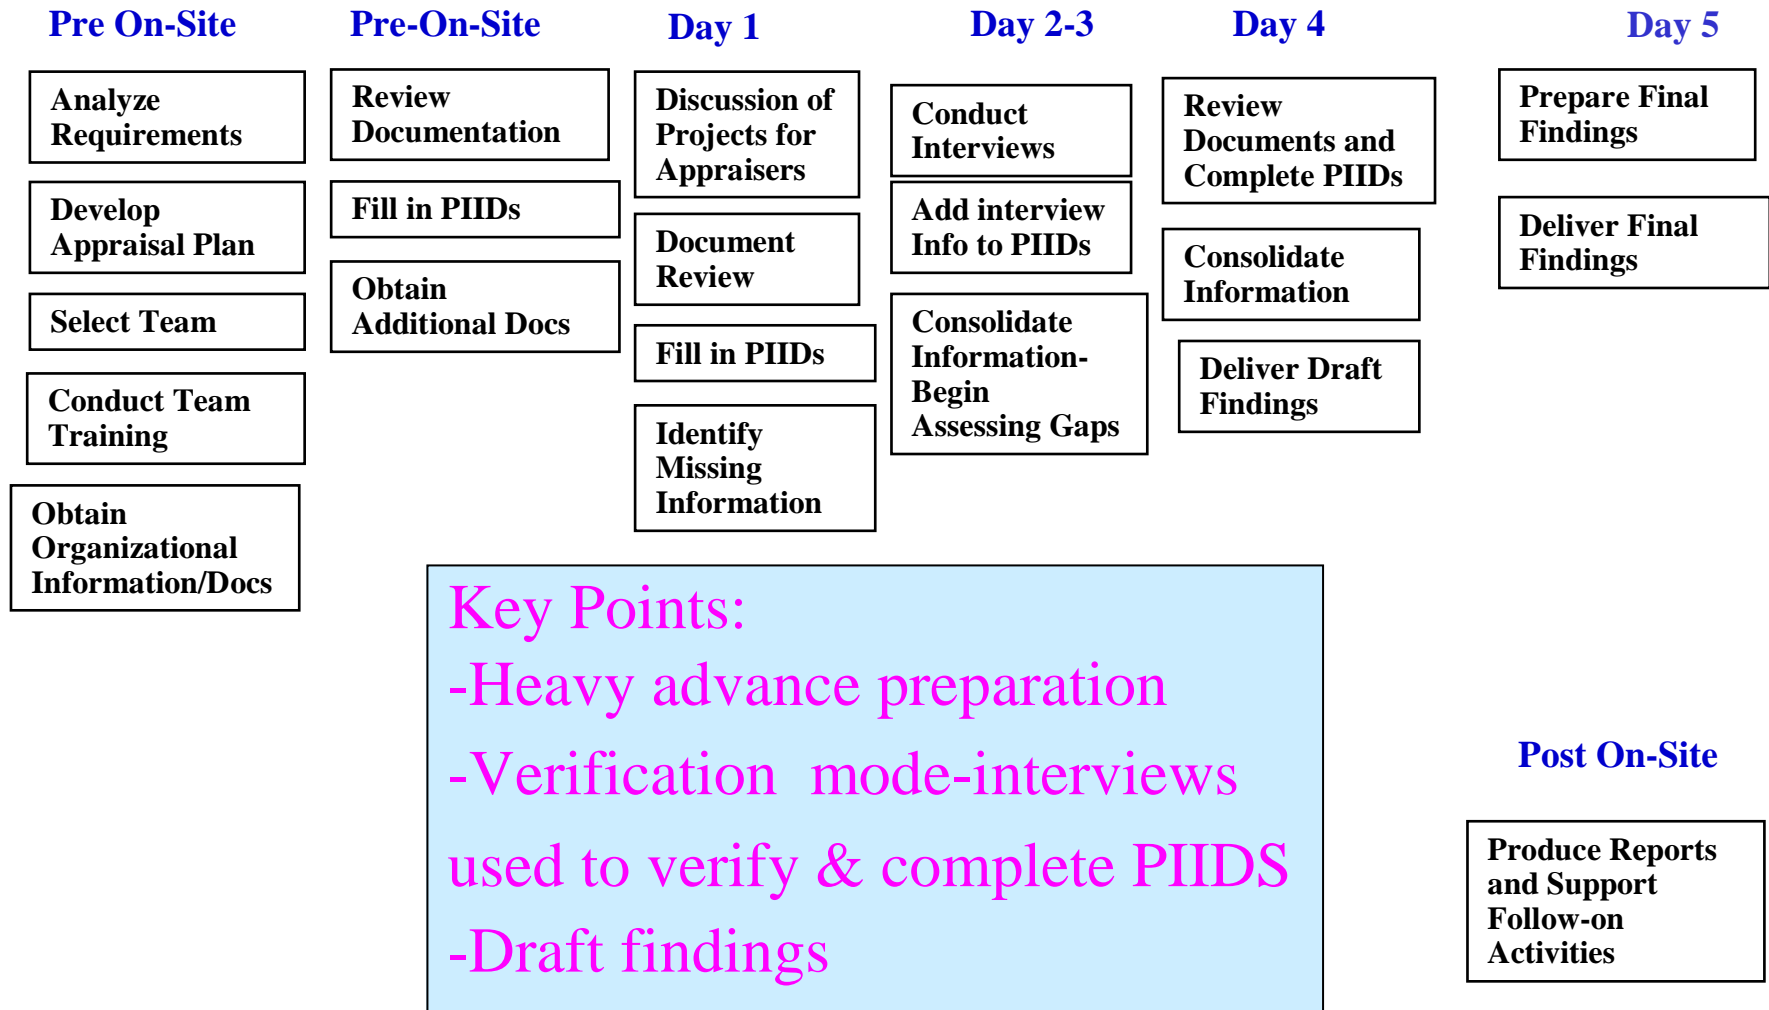 Pre On-Site
Analyze
Requirements
Develop
Appraisal Plan
Select Team
Conduct Team
Training
Obtain
Organizational
Information/Docs
Pre-On-Site
Review
Documentation
Fill in PIIDs
Obtain
Additional Docs
Day 1
Discussion of
Projects for
Appraisers
Document
Review
Fill in PIIDs
Identify
Missing
Information
Day 2-3
Conduct
Interviews
Add interview
Info to PIIDs
Consolidate
Information-
Begin
Assessing Gaps
Day 4
Review
Documents and
Complete PIIDs
Consolidate
Information
Deliver Draft
Findings
Day 5
Prepare Final
Findings
Deliver Final
Findings
Key Points:
-Heavy advance preparation
-Verification  mode-interviews
used to verify & complete PIIDS
-Draft findings
Post On-Site
Produce Reports
and Support
Follow-on
Activities